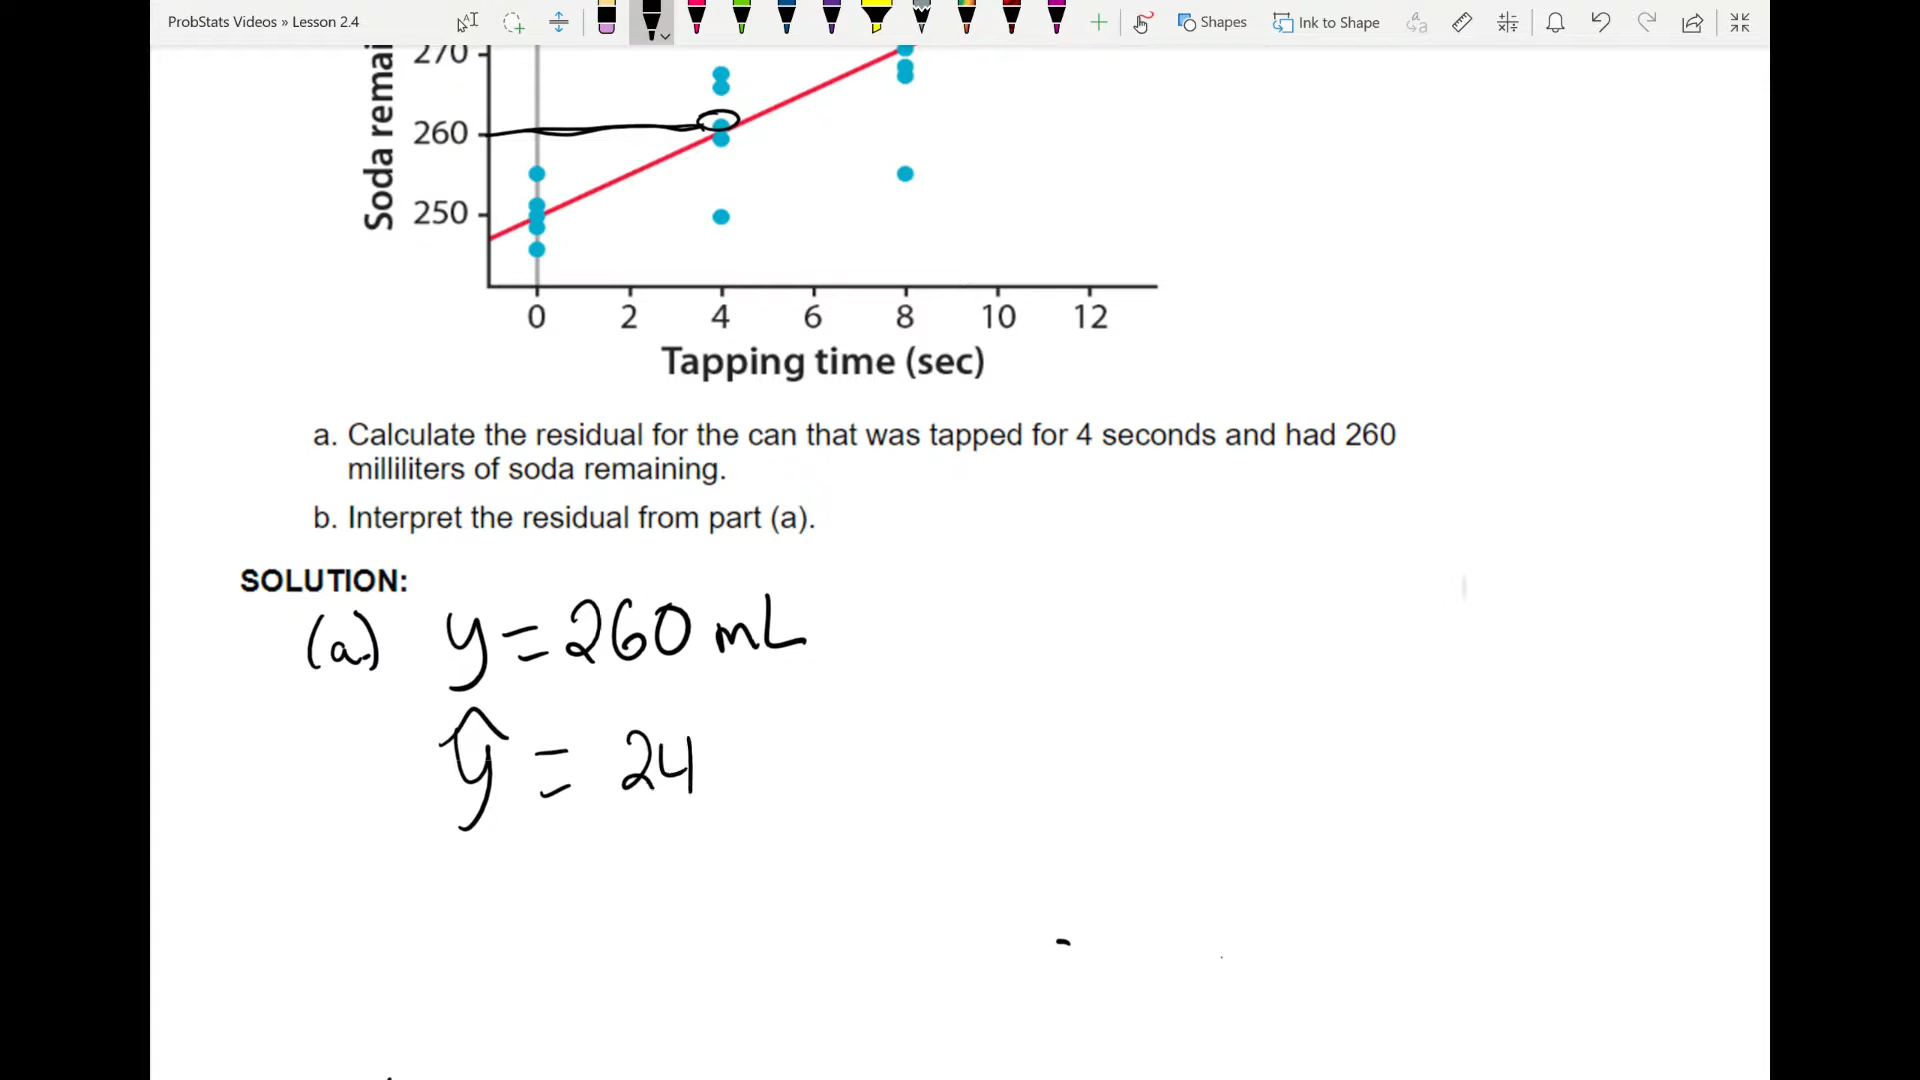 ProbStats Videos » Lesson 2.4
Shapes
Ink to Shape
Soda remai
270
260
250
0 2 4 6 8 10 12
Tapping time (sec)
a. Calculate the residual for the can that was tapped for 4 seconds and had 260
milliliters of soda remaining.
b. Interpret the residual from part (a).
SOLUTION:
(a) y = 260 mL
ŷ = 24